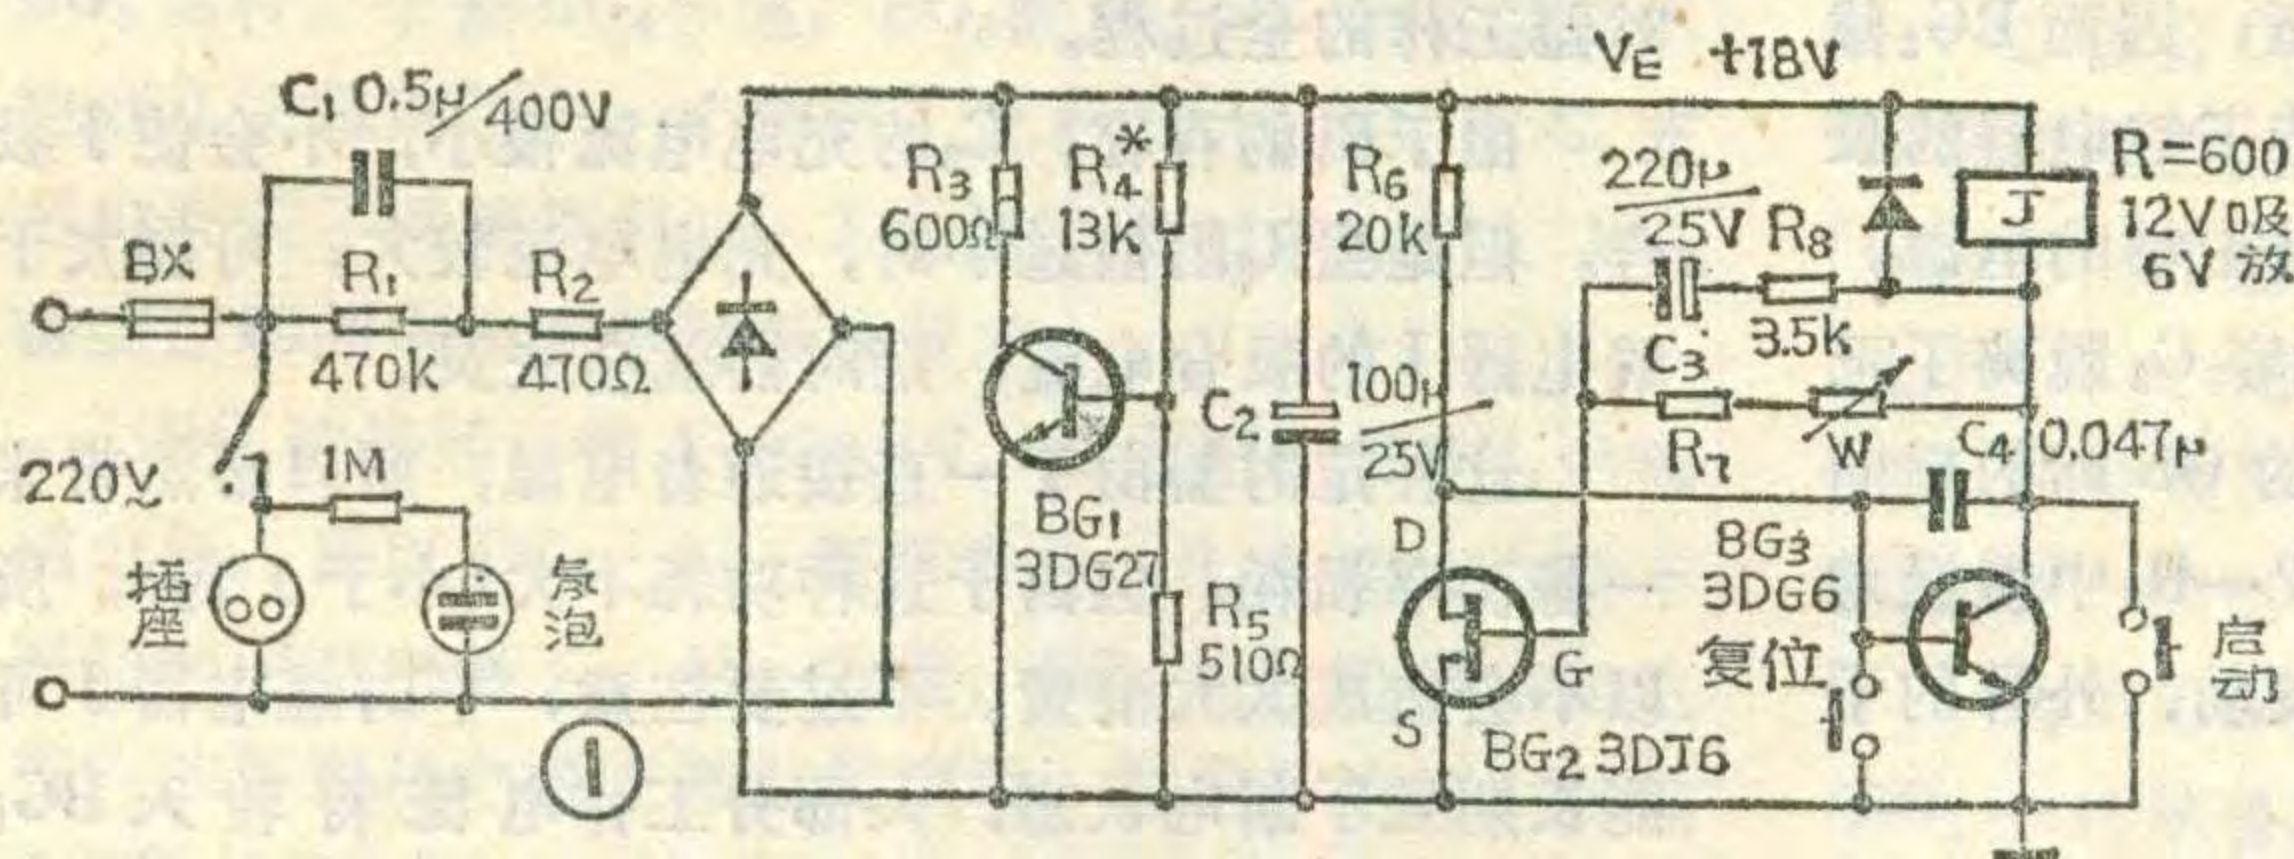 VE +18V
C1 0.5μ/400V
BX
R1
470k
R2
470Ω
220V~
1M
插座
氖泡
①
R3
600Ω
R4*
13k
BG1
3DG27
R5
510Ω
C2
100μ
25V
R6
20k
D
S
G
BG2 3DJ6
220μ
25V
C3
R8
3.5k
R7
W
C4 0.047μ
BG3
3DG6
复位
启动
J
R=600
12V吸
6V放